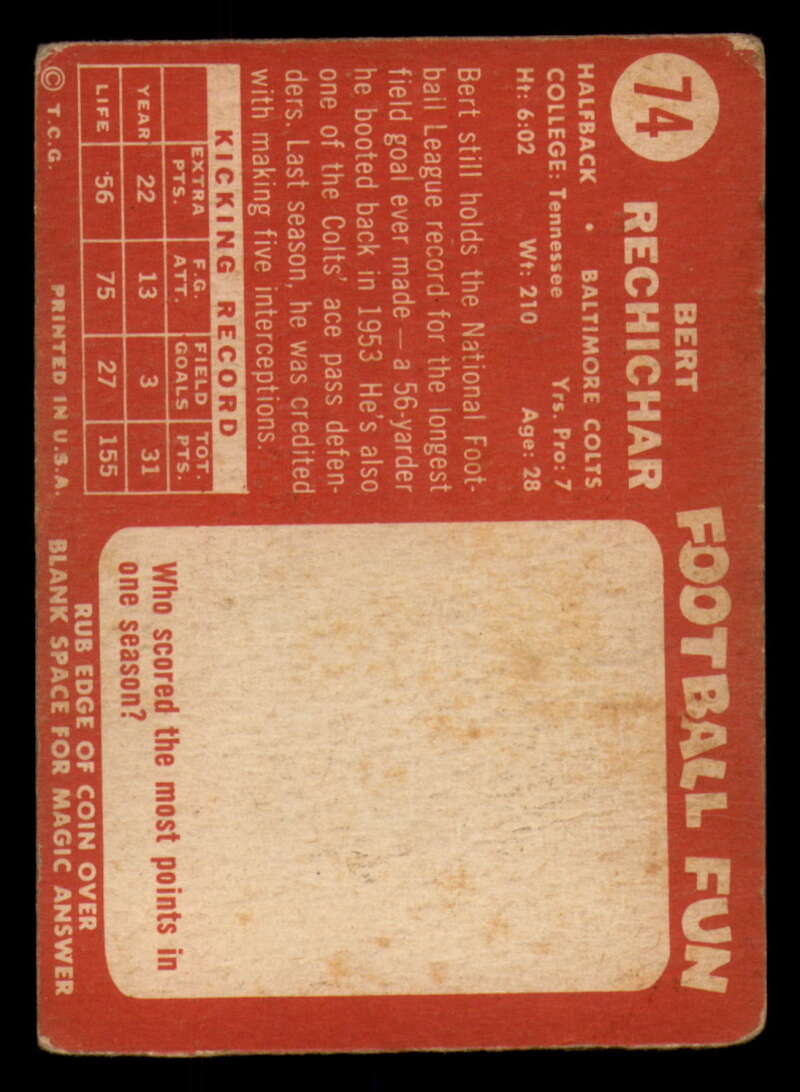 74
BERT
RECHICHAR
HALFBACK • BALTIMORE COLTS
COLLEGE: Tennessee Yrs. Pro: 7
Ht: 6:02 Wt: 210 Age: 28
Bert still holds the National Foot-
ball League record for the longest
field goal ever made — a 56-yarder
he booted back in 1953. He's also
one of the Colts' ace pass defen-
ders. Last season, he was credited
with making five interceptions.
KICKING RECORD
EXTRA PTS. F.G. ATT. FIELD GOALS TOT. PTS.
YEAR 22 13 3 31
LIFE 56 75 27 155
© T.C.G. PRINTED IN U.S.A.
FOOTBALL FUN
Who scored the most points in
one season?
RUB EDGE OF COIN OVER
BLANK SPACE FOR MAGIC ANSWER